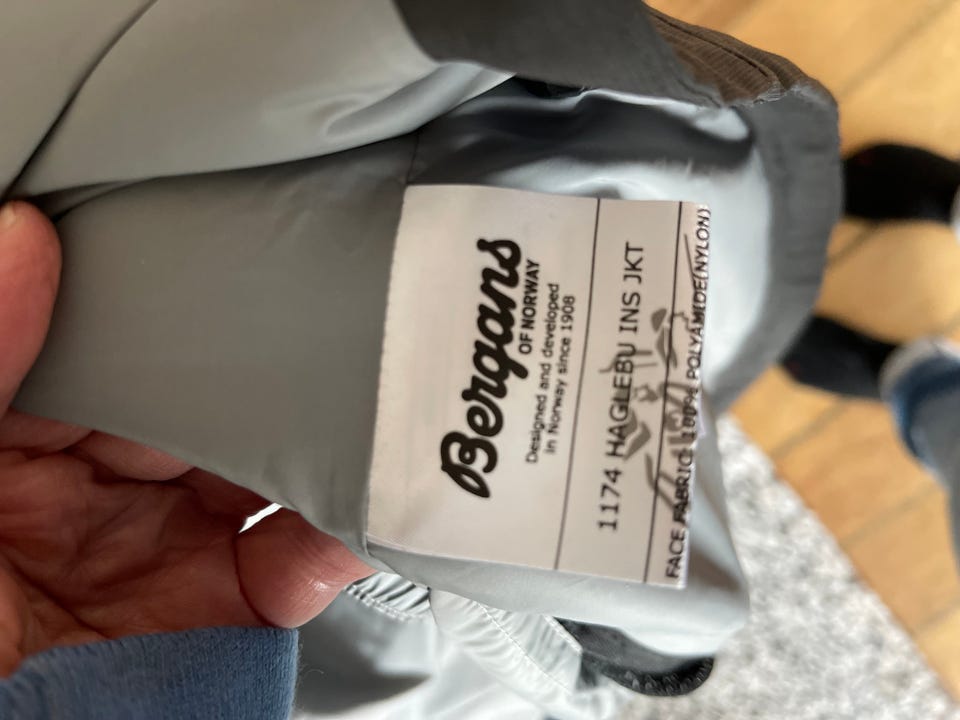 Bergans
OF NORWAY
Designed and developed
in Norway since 1908
1174 HAGLEBU INS JKT
FACE FABRIC 100% POLYAMIDE(NYLON)